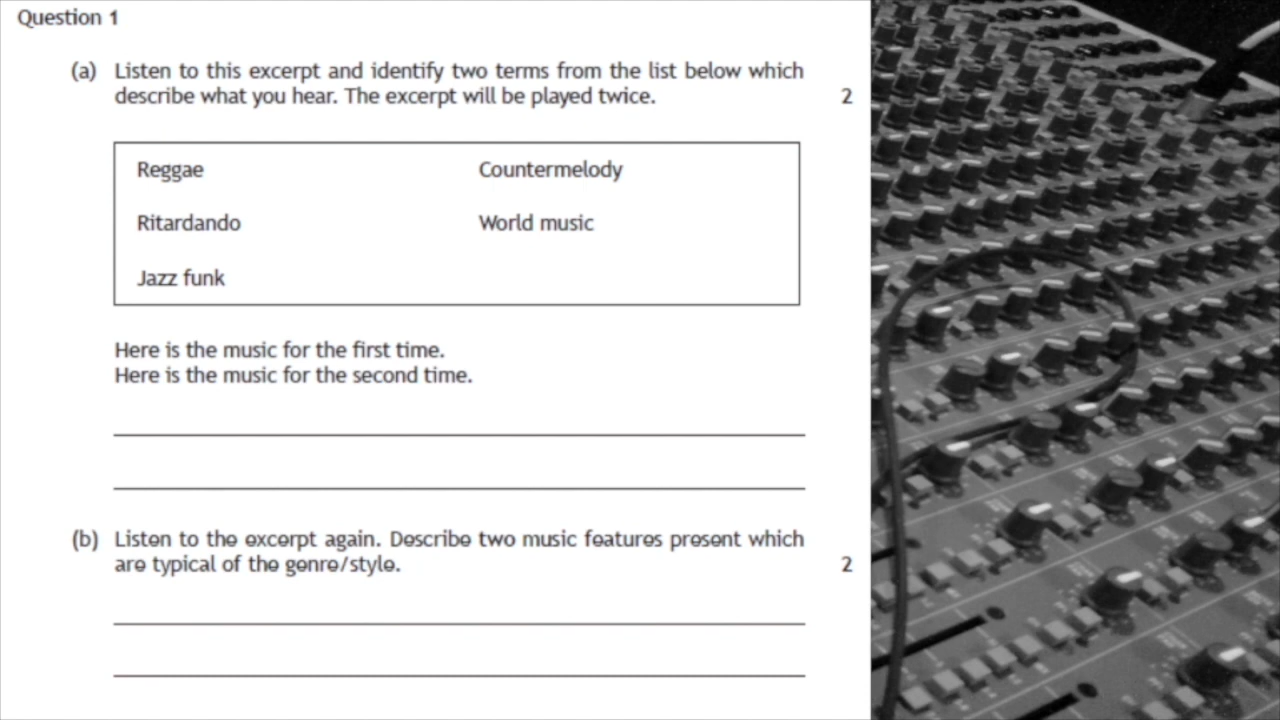 Question 1
(a) Listen to this excerpt and identify two terms from the list below which
describe what you hear. The excerpt will be played twice. 2
Reggae Countermelody
Ritardando World music
Jazz funk
Here is the music for the first time.
Here is the music for the second time.
(b) Listen to the excerpt again. Describe two music features present which
are typical of the genre/style. 2